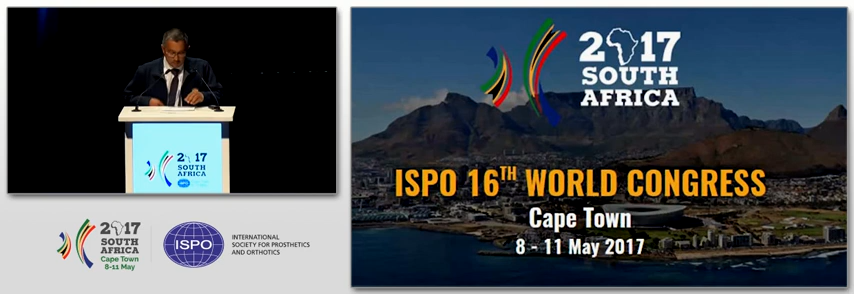 2017
SOUTH
AFRICA
2017
SOUTH
AFRICA
Cape Town
8-11 May
ISPO
INTERNATIONAL
SOCIETY FOR PROSTHETICS
AND ORTHOTICS
2017
SOUTH
AFRICA
ISPO 16TH WORLD CONGRESS
Cape Town
8 - 11 May 2017